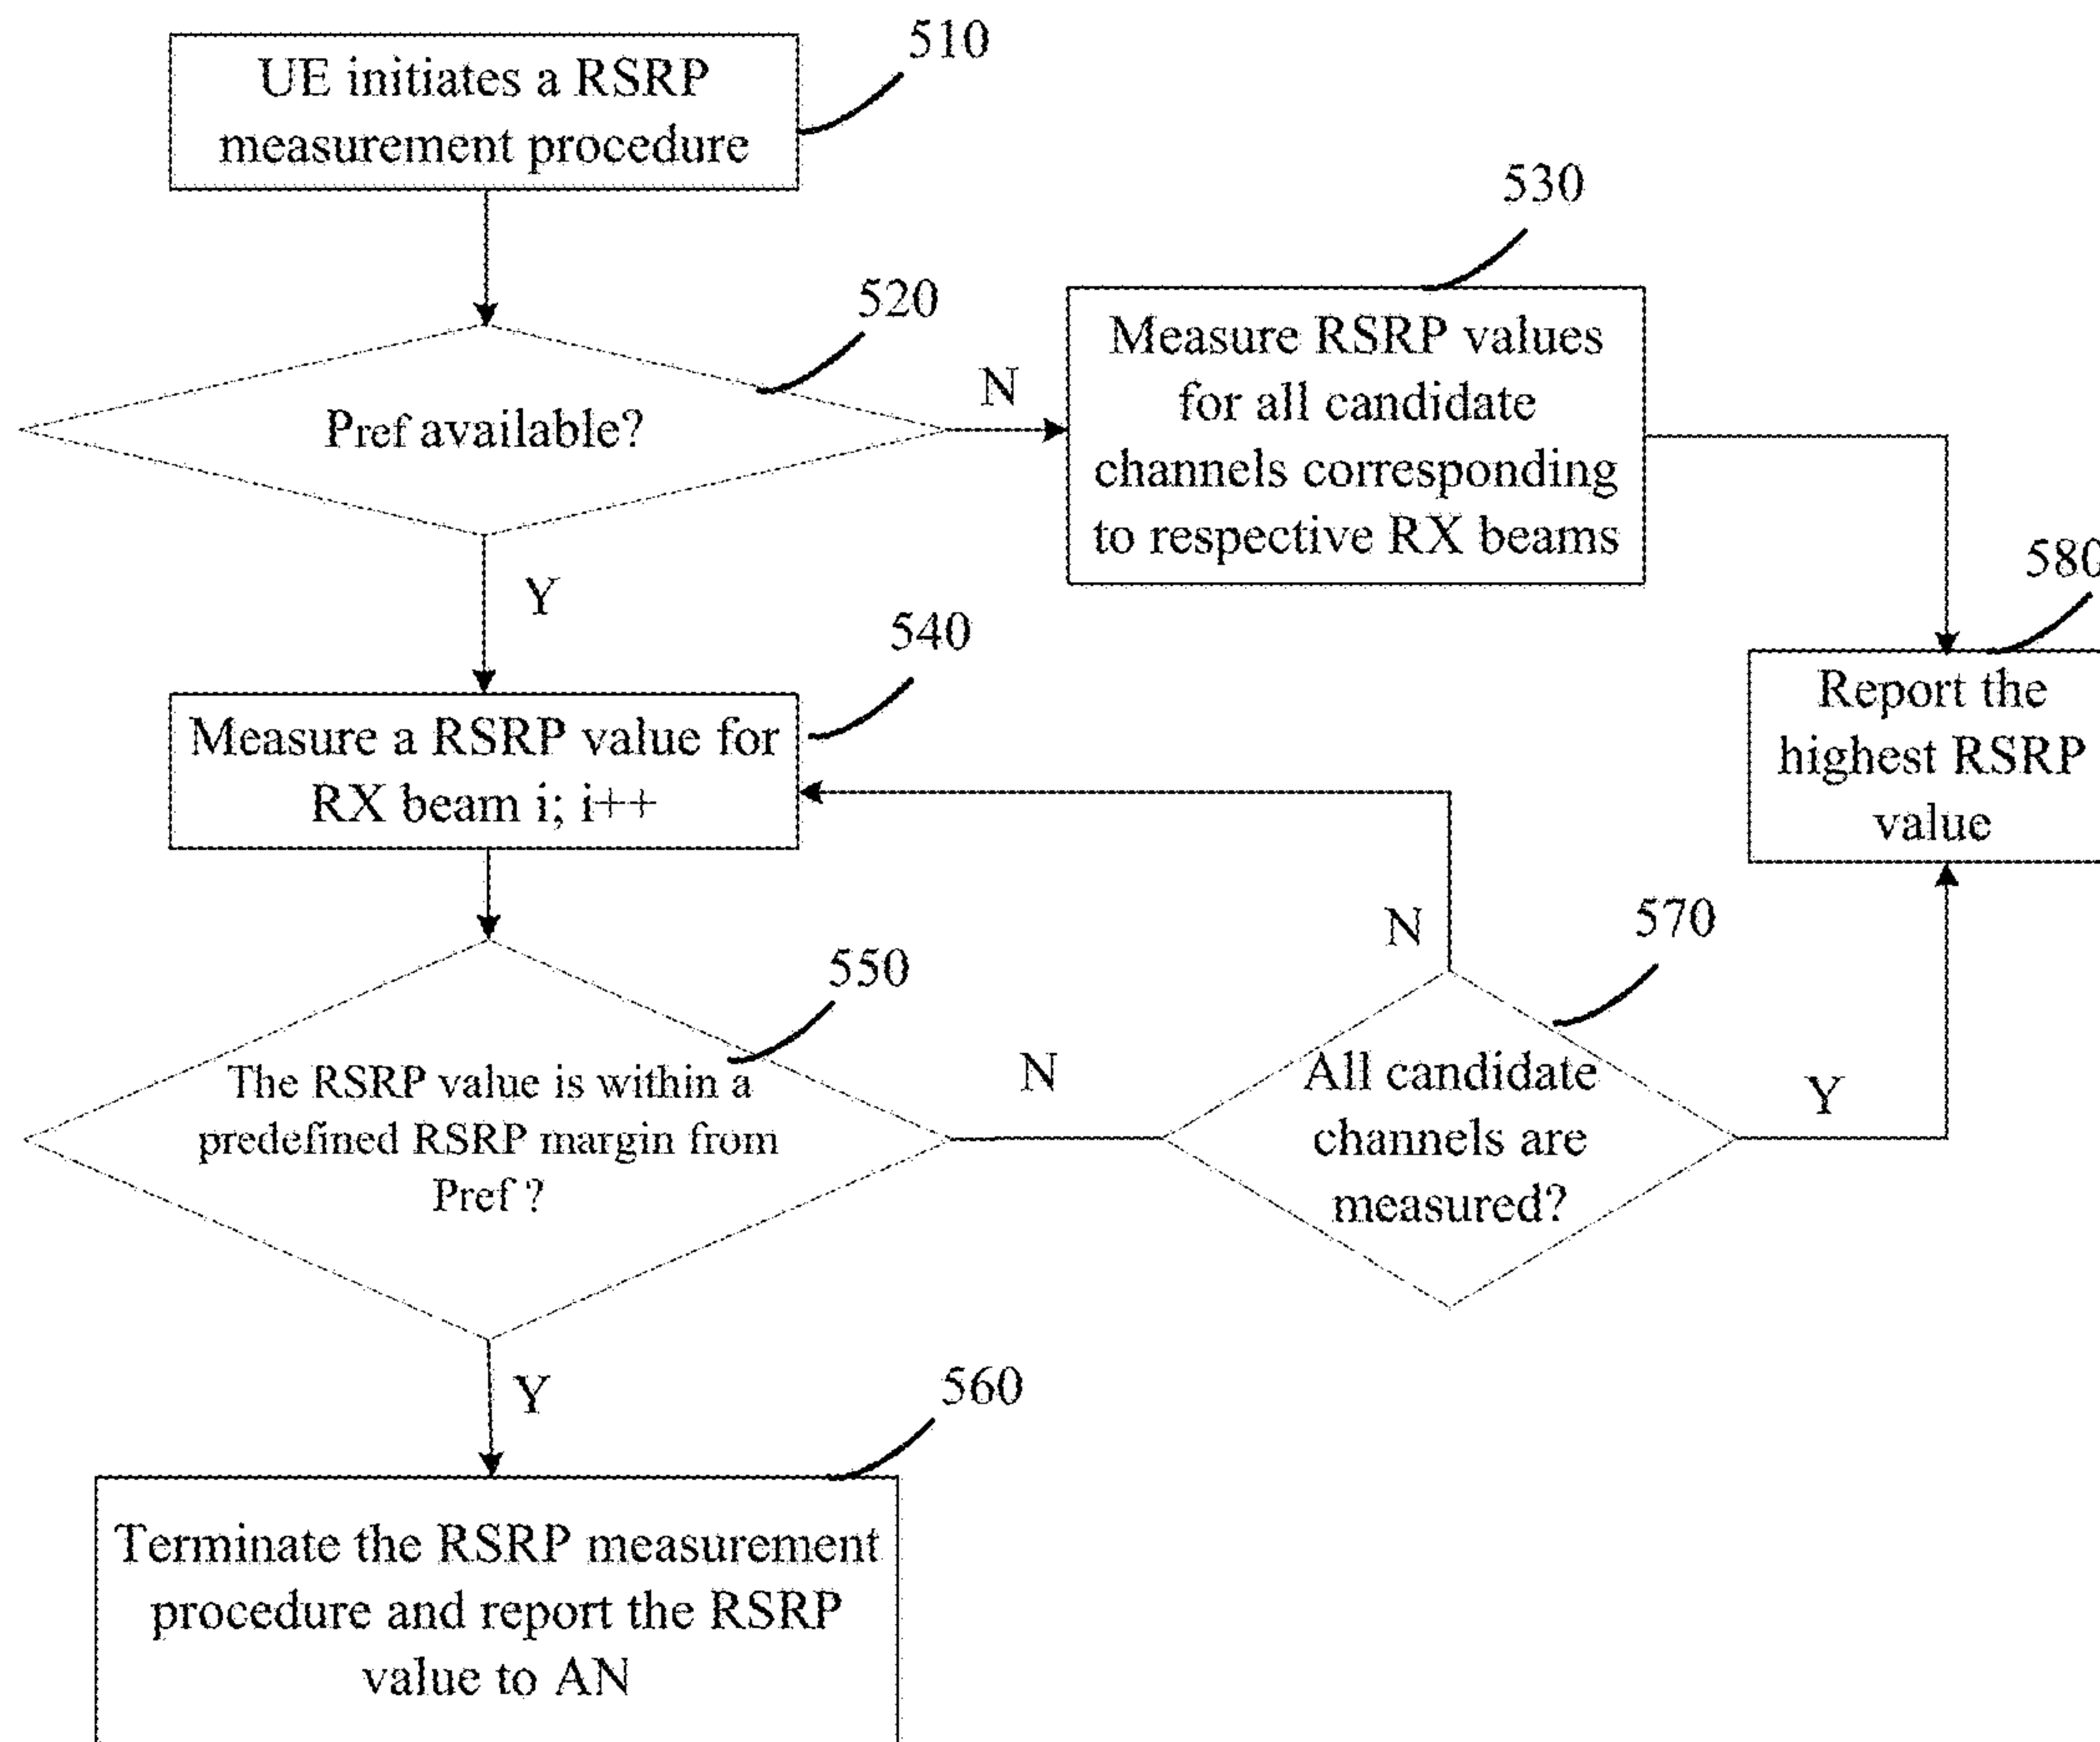 510
UE initiates a RSRP
measurement procedure
530
520
Measure RSRP values
for all candidate
channels corresponding
to respective RX beams
N
Pref available?
580
Y
540
Report the
highest RSRP
value
Measure a RSRP value for
RX beam i; i++
N
570
550
The RSRP value is within a
predefined RSRP margin from
Pref ?
N
All candidate
channels are
measured?
Y
Y
560
Terminate the RSRP measurement
procedure and report the RSRP
value to AN